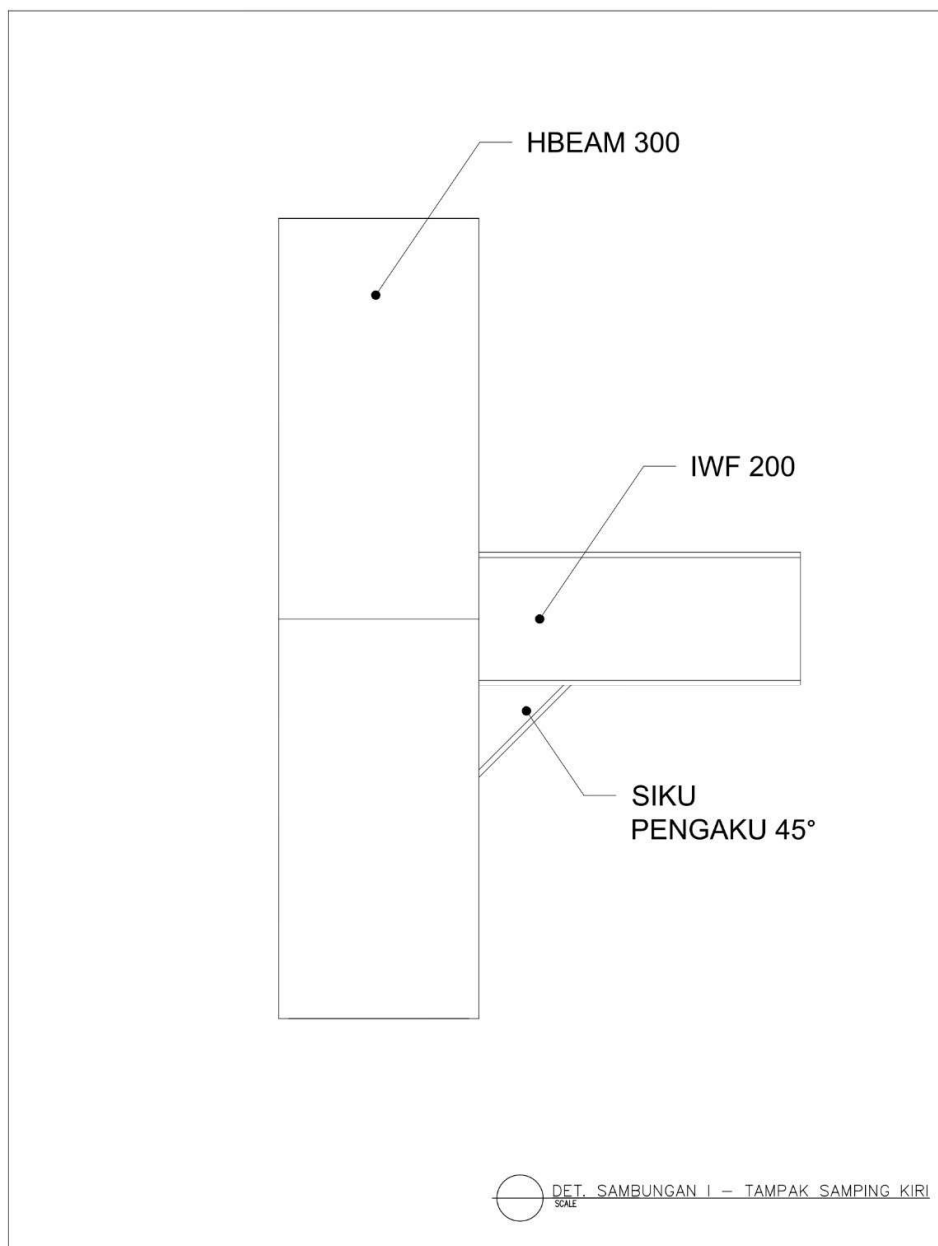 HBEAM 300
IWF 200
SIKU
PENGAKU 45°
DET. SAMBUNGAN I – TAMPAK SAMPING KIRI
SCALE